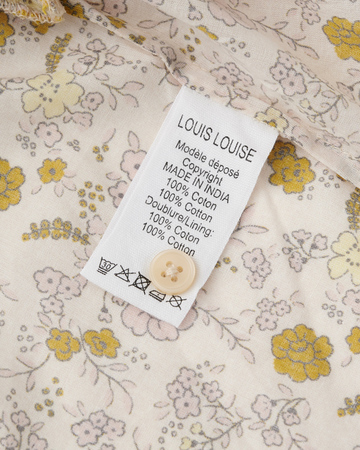 LOUIS LOUISE
Modèle déposé
Copyright
MADE IN INDIA
100% Coton
100% Cotton
Doublure/Lining:
100% Coton
100% Cotton